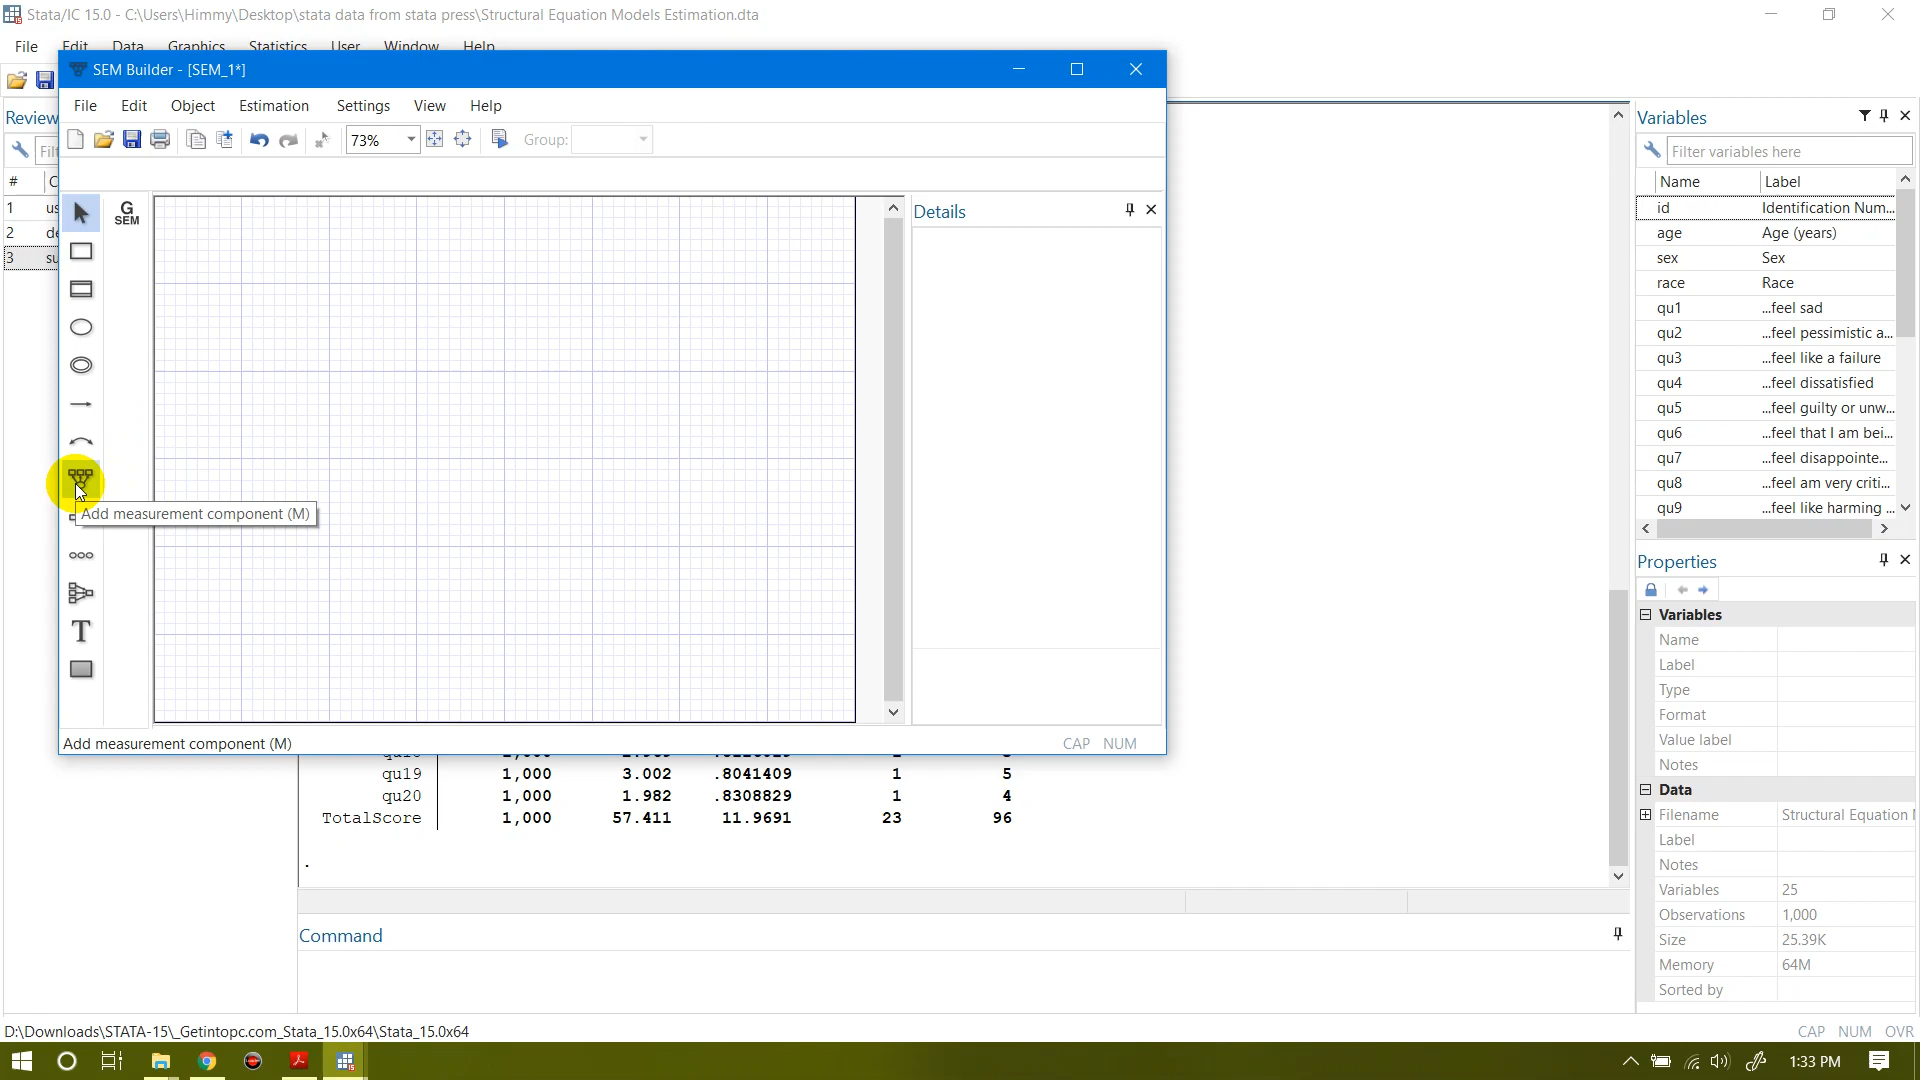 Stata/IC 15.0 - C:\Users\Himmy\Desktop\stata data from stata press\Structural Equation Models Estimation.dta
File Edit Data Graphics Statistics User Window Help
SEM Builder - [SEM_1*]
File Edit Object Estimation Settings View Help
73% Group:
Review
Filt
# C
1 us
2 de
3 su
G
SEM
Details
Add measurement component (M)
T
Add measurement component (M)
CAP NUM
qu19 1,000 3.002 .8041409 1 5
qu20 1,000 1.982 .8308829 1 4
TotalScore 1,000 57.411 11.9691 23 96
.
Command
Variables
Filter variables here
Name Label
id Identification Num...
age Age (years)
sex Sex
race Race
qu1 ...feel sad
qu2 ...feel pessimistic a...
qu3 ...feel like a failure
qu4 ...feel dissatisfied
qu5 ...feel guilty or unw...
qu6 ...feel that I am bei...
qu7 ...feel disappointe...
qu8 ...feel am very criti...
qu9 ...feel like harming ...
Properties
Variables
Name
Label
Type
Format
Value label
Notes
Data
Filename Structural Equation
Label
Notes
Variables 25
Observations 1,000
Size 25.39K
Memory 64M
Sorted by
D:\Downloads\STATA-15\_Getintopc.com_Stata_15.0x64\Stata_15.0x64
CAP NUM OVR
1:33 PM